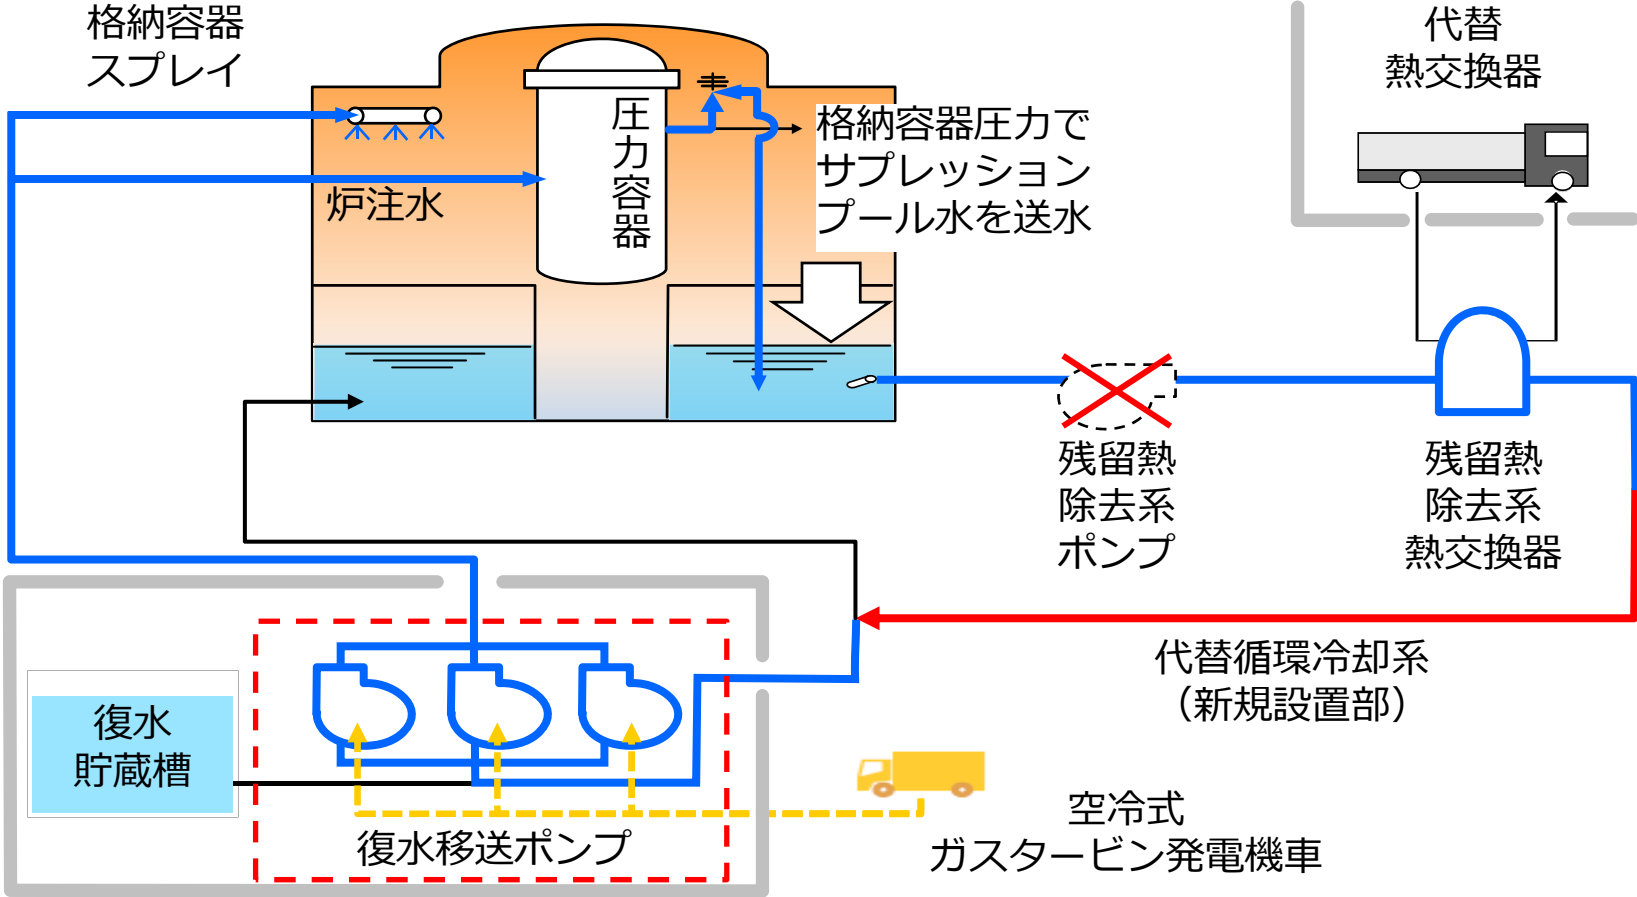 格納容器
スプレイ
代替
熱交換器
圧力容器
格納容器圧力で
サプレッション
プール水を送水
炉注水
残留熱
除去系
ポンプ
残留熱
除去系
熱交換器
代替循環冷却系
（新規設置部）
復水
貯蔵槽
復水移送ポンプ
空冷式
ガスタービン発電機車